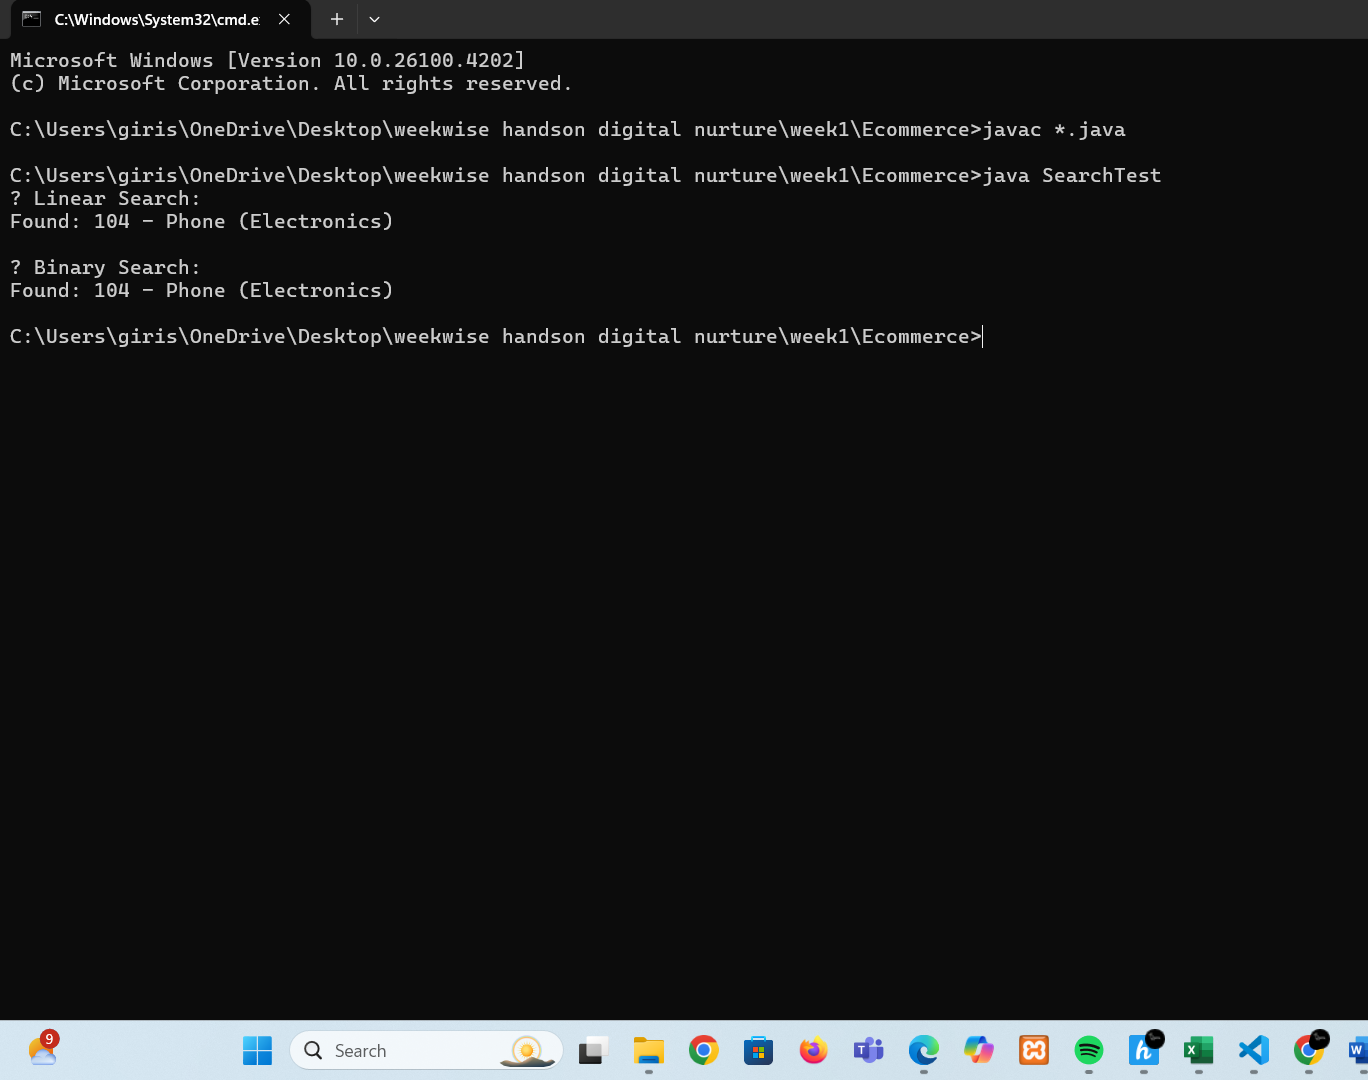 C:\Windows\System32\cmd.e
Microsoft Windows [Version 10.0.26100.4202]
(c) Microsoft Corporation. All rights reserved.
C:\Users\giris\OneDrive\Desktop\weekwise handson digital nurture\week1\Ecommerce>javac *.java
C:\Users\giris\OneDrive\Desktop\weekwise handson digital nurture\week1\Ecommerce>java SearchTest
? Linear Search:
Found: 104 - Phone (Electronics)
? Binary Search:
Found: 104 - Phone (Electronics)
C:\Users\giris\OneDrive\Desktop\weekwise handson digital nurture\week1\Ecommerce>
9
Search